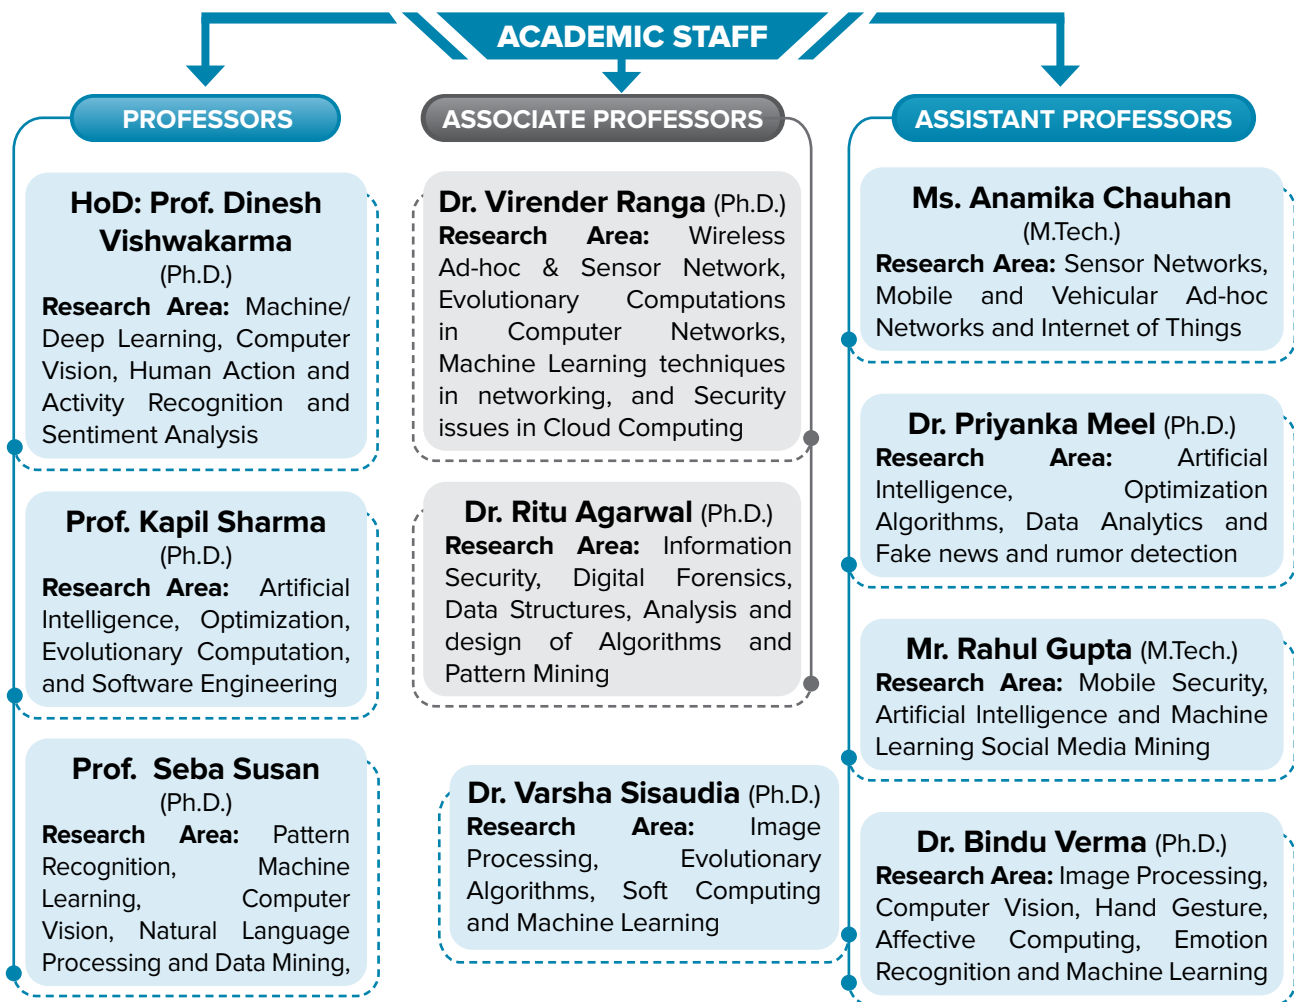 ACADEMIC STAFF
PROFESSORS
HoD: Prof. Dinesh
Vishwakarma
(Ph.D.)
Research Area: Machine/
Deep Learning, Computer
Vision, Human Action and
Activity Recognition and
Sentiment Analysis
Prof. Kapil Sharma
(Ph.D.)
Research Area: Artificial
Intelligence, Optimization,
Evolutionary Computation,
and Software Engineering
Prof. Seba Susan
(Ph.D.)
Research Area: Pattern
Recognition, Machine
Learning, Computer
Vision, Natural Language
Processing and Data Mining,
ASSOCIATE PROFESSORS
Dr. Virender Ranga (Ph.D.)
Research Area: Wireless
Ad-hoc & Sensor Network,
Evolutionary Computations
in Computer Networks,
Machine Learning techniques
in networking, and Security
issues in Cloud Computing
Dr. Ritu Agarwal (Ph.D.)
Research Area: Information
Security, Digital Forensics,
Data Structures, Analysis and
design of Algorithms and
Pattern Mining
Dr. Varsha Sisaudia (Ph.D.)
Research Area: Image
Processing, Evolutionary
Algorithms, Soft Computing
and Machine Learning
ASSISTANT PROFESSORS
Ms. Anamika Chauhan
(M.Tech.)
Research Area: Sensor Networks,
Mobile and Vehicular Ad-hoc
Networks and Internet of Things
Dr. Priyanka Meel (Ph.D.)
Research Area: Artificial
Intelligence, Optimization
Algorithms, Data Analytics and
Fake news and rumor detection
Mr. Rahul Gupta (M.Tech.)
Research Area: Mobile Security,
Artificial Intelligence and Machine
Learning Social Media Mining
Dr. Bindu Verma (Ph.D.)
Research Area: Image Processing,
Computer Vision, Hand Gesture,
Affective Computing, Emotion
Recognition and Machine Learning